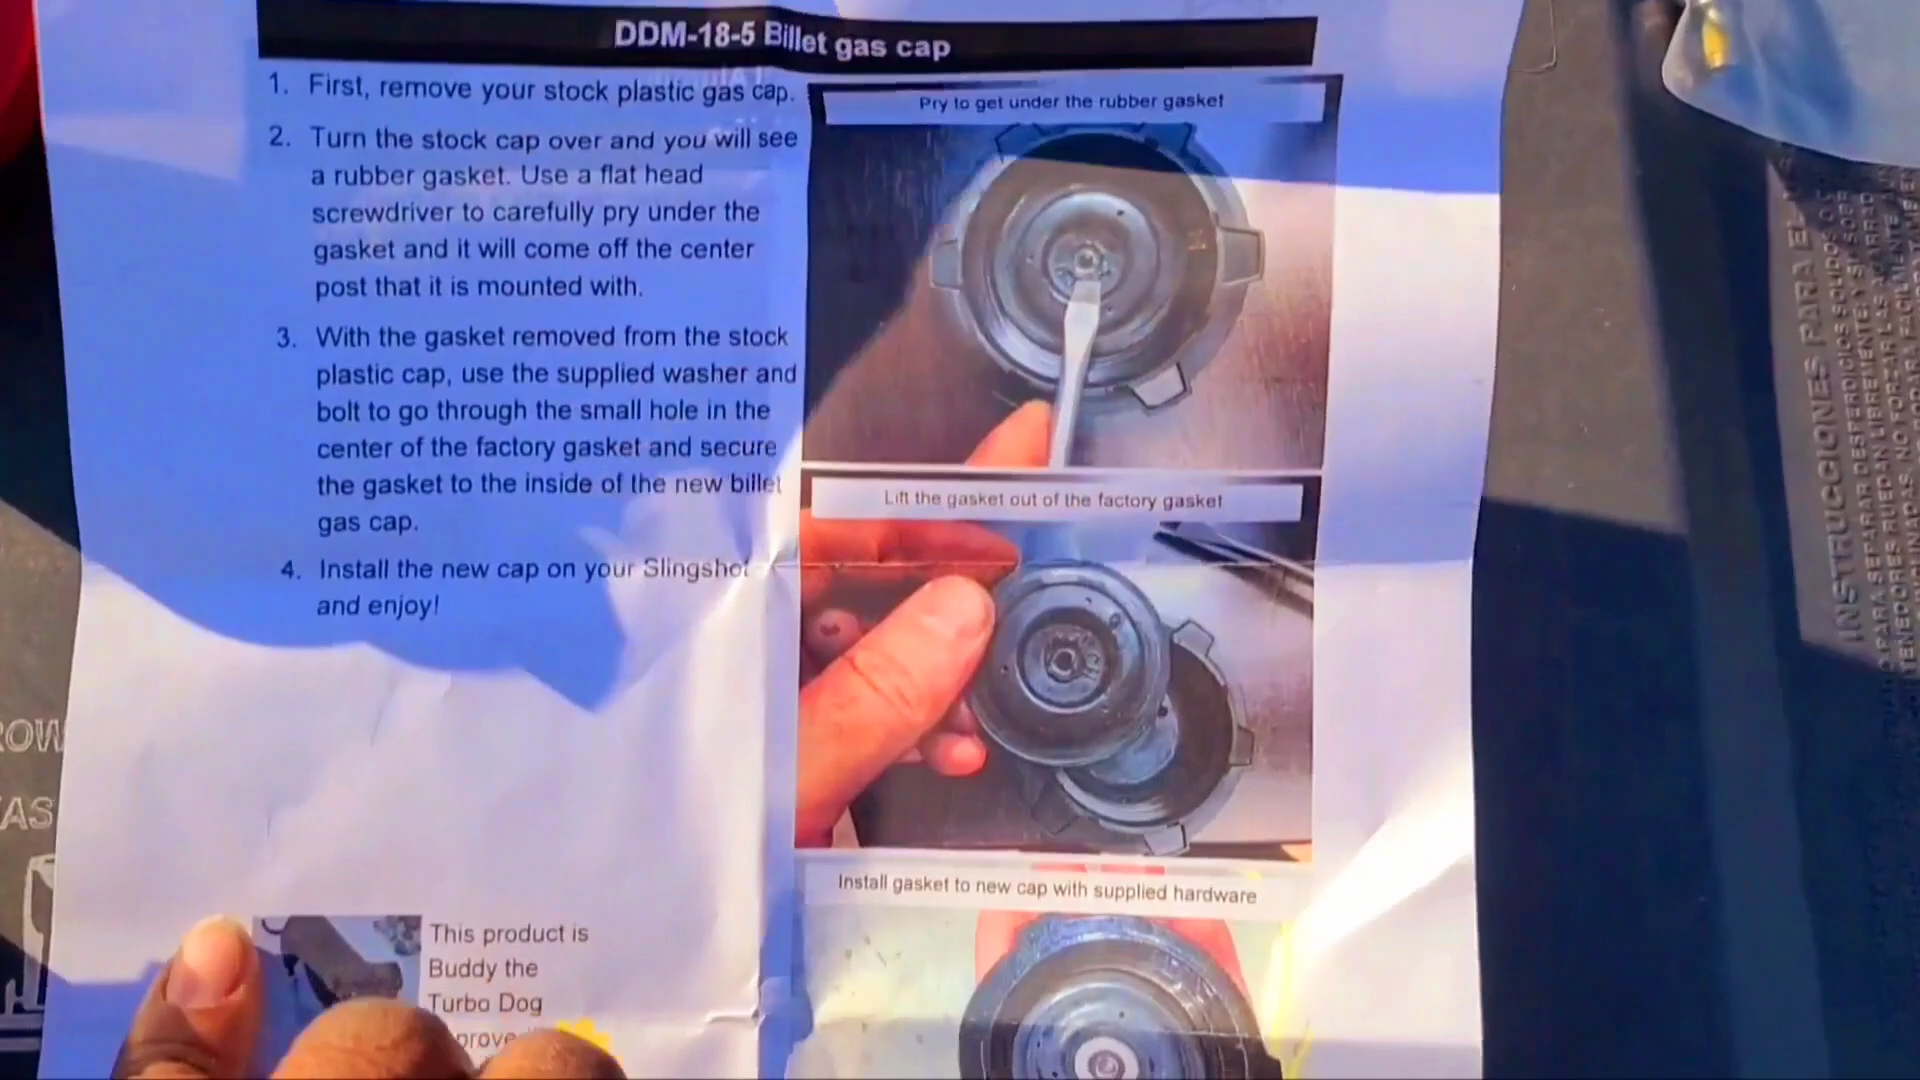 DDM-18-5 Billet gas cap
1. First, remove your stock plastic gas cap.
2. Turn the stock cap over and you will see
a rubber gasket. Use a flat head
screwdriver to carefully pry under the
gasket and it will come off the center
post that it is mounted with.
3. With the gasket removed from the stock
plastic cap, use the supplied washer and
bolt to go through the small hole in the
center of the factory gasket and secure
the gasket to the inside of the new billet
gas cap.
4. Install the new cap on your Slingshot
and enjoy!
Pry to get under the rubber gasket
Lift the gasket out of the factory gasket
Install gasket to new cap with supplied hardware
This product is
Buddy the
Turbo Dog
INSTRUCCIONES PARA EL
PARA SEPARAR DESPERDICIOS SOLIDOS O